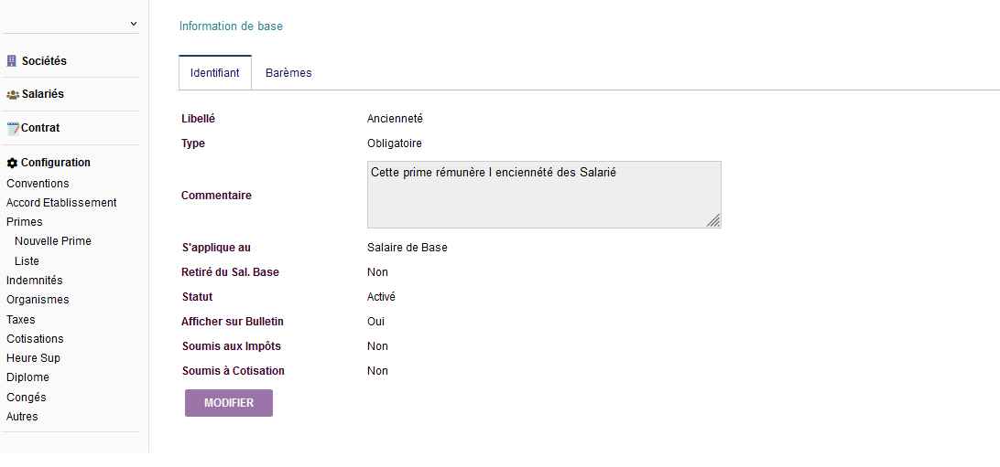 Sociétés
Salariés
Contrat
Configuration
Conventions
Accord Etablissement
Primes
Nouvelle Prime
Liste
Indemnités
Organismes
Taxes
Cotisations
Heure Sup
Diplome
Congés
Autres
Information de base
Identifiant Barèmes
Libellé Ancienneté
Type Obligatoire
Commentaire Cette prime rémunère l enciennété des Salarié
S'applique au Salaire de Base
Retiré du Sal. Base Non
Statut Activé
Afficher sur Bulletin Oui
Soumis aux Impôts Non
Soumis à Cotisation Non
MODIFIER